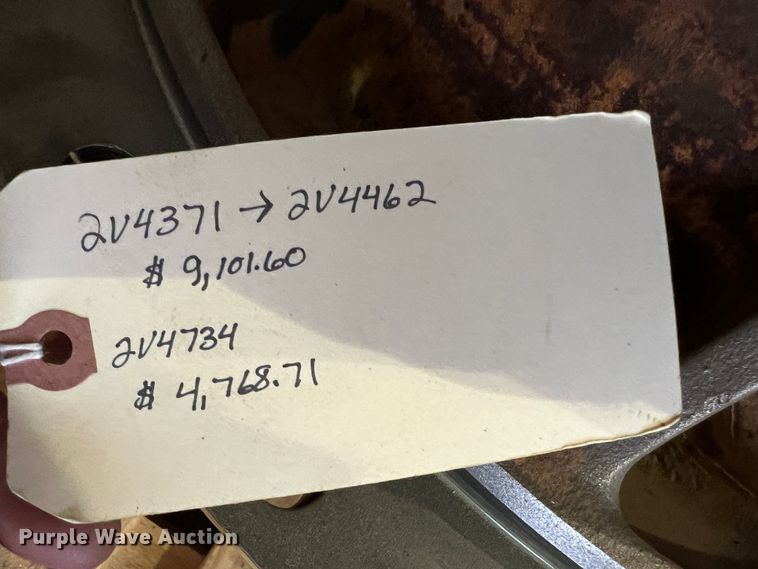 2V4371 → 2V4462
$ 9,101.60
2V4734
$ 4,768.71
Purple Wave Auction